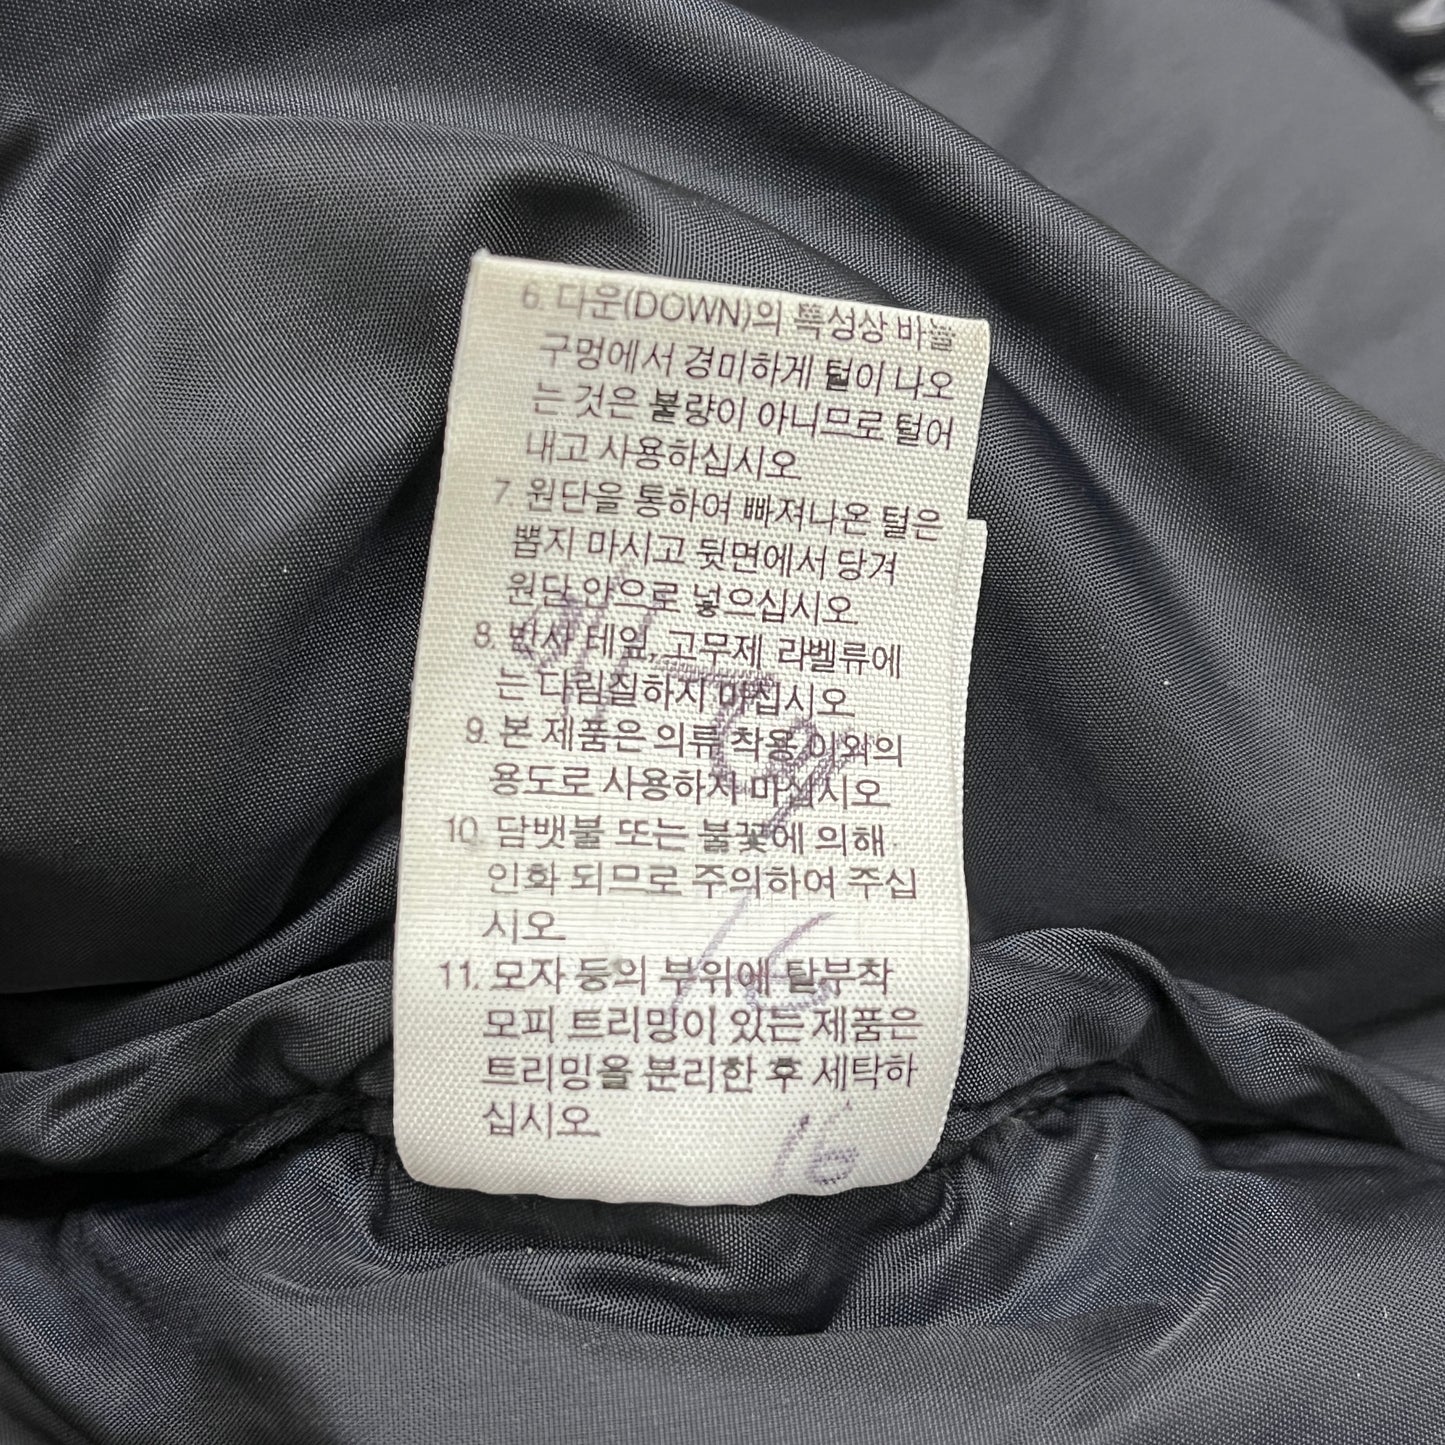 6. 다운(DOWN)의 특성상 바늘
구멍에서 경미하게 털이 나오
는 것은 불량이 아니므로 털어
내고 사용하십시오.
7. 원단을 통하여 빠져나온 털은
뽑지 마시고 뒷면에서 당겨
원단 안으로 넣으십시오.
8. 반사 테잎, 고무제 라벨류에
는 다림질하지 마십시오.
9. 본 제품은 의류 착용 이외의
용도로 사용하지 마십시오.
10. 담뱃불 또는 불꽃에 의해
인화 되므로 주의하여 주십
시오.
11. 모자 등의 부위에 탈부착
모피 트리밍이 있는 제품은
트리밍을 분리한 후 세탁하
십시오.
16